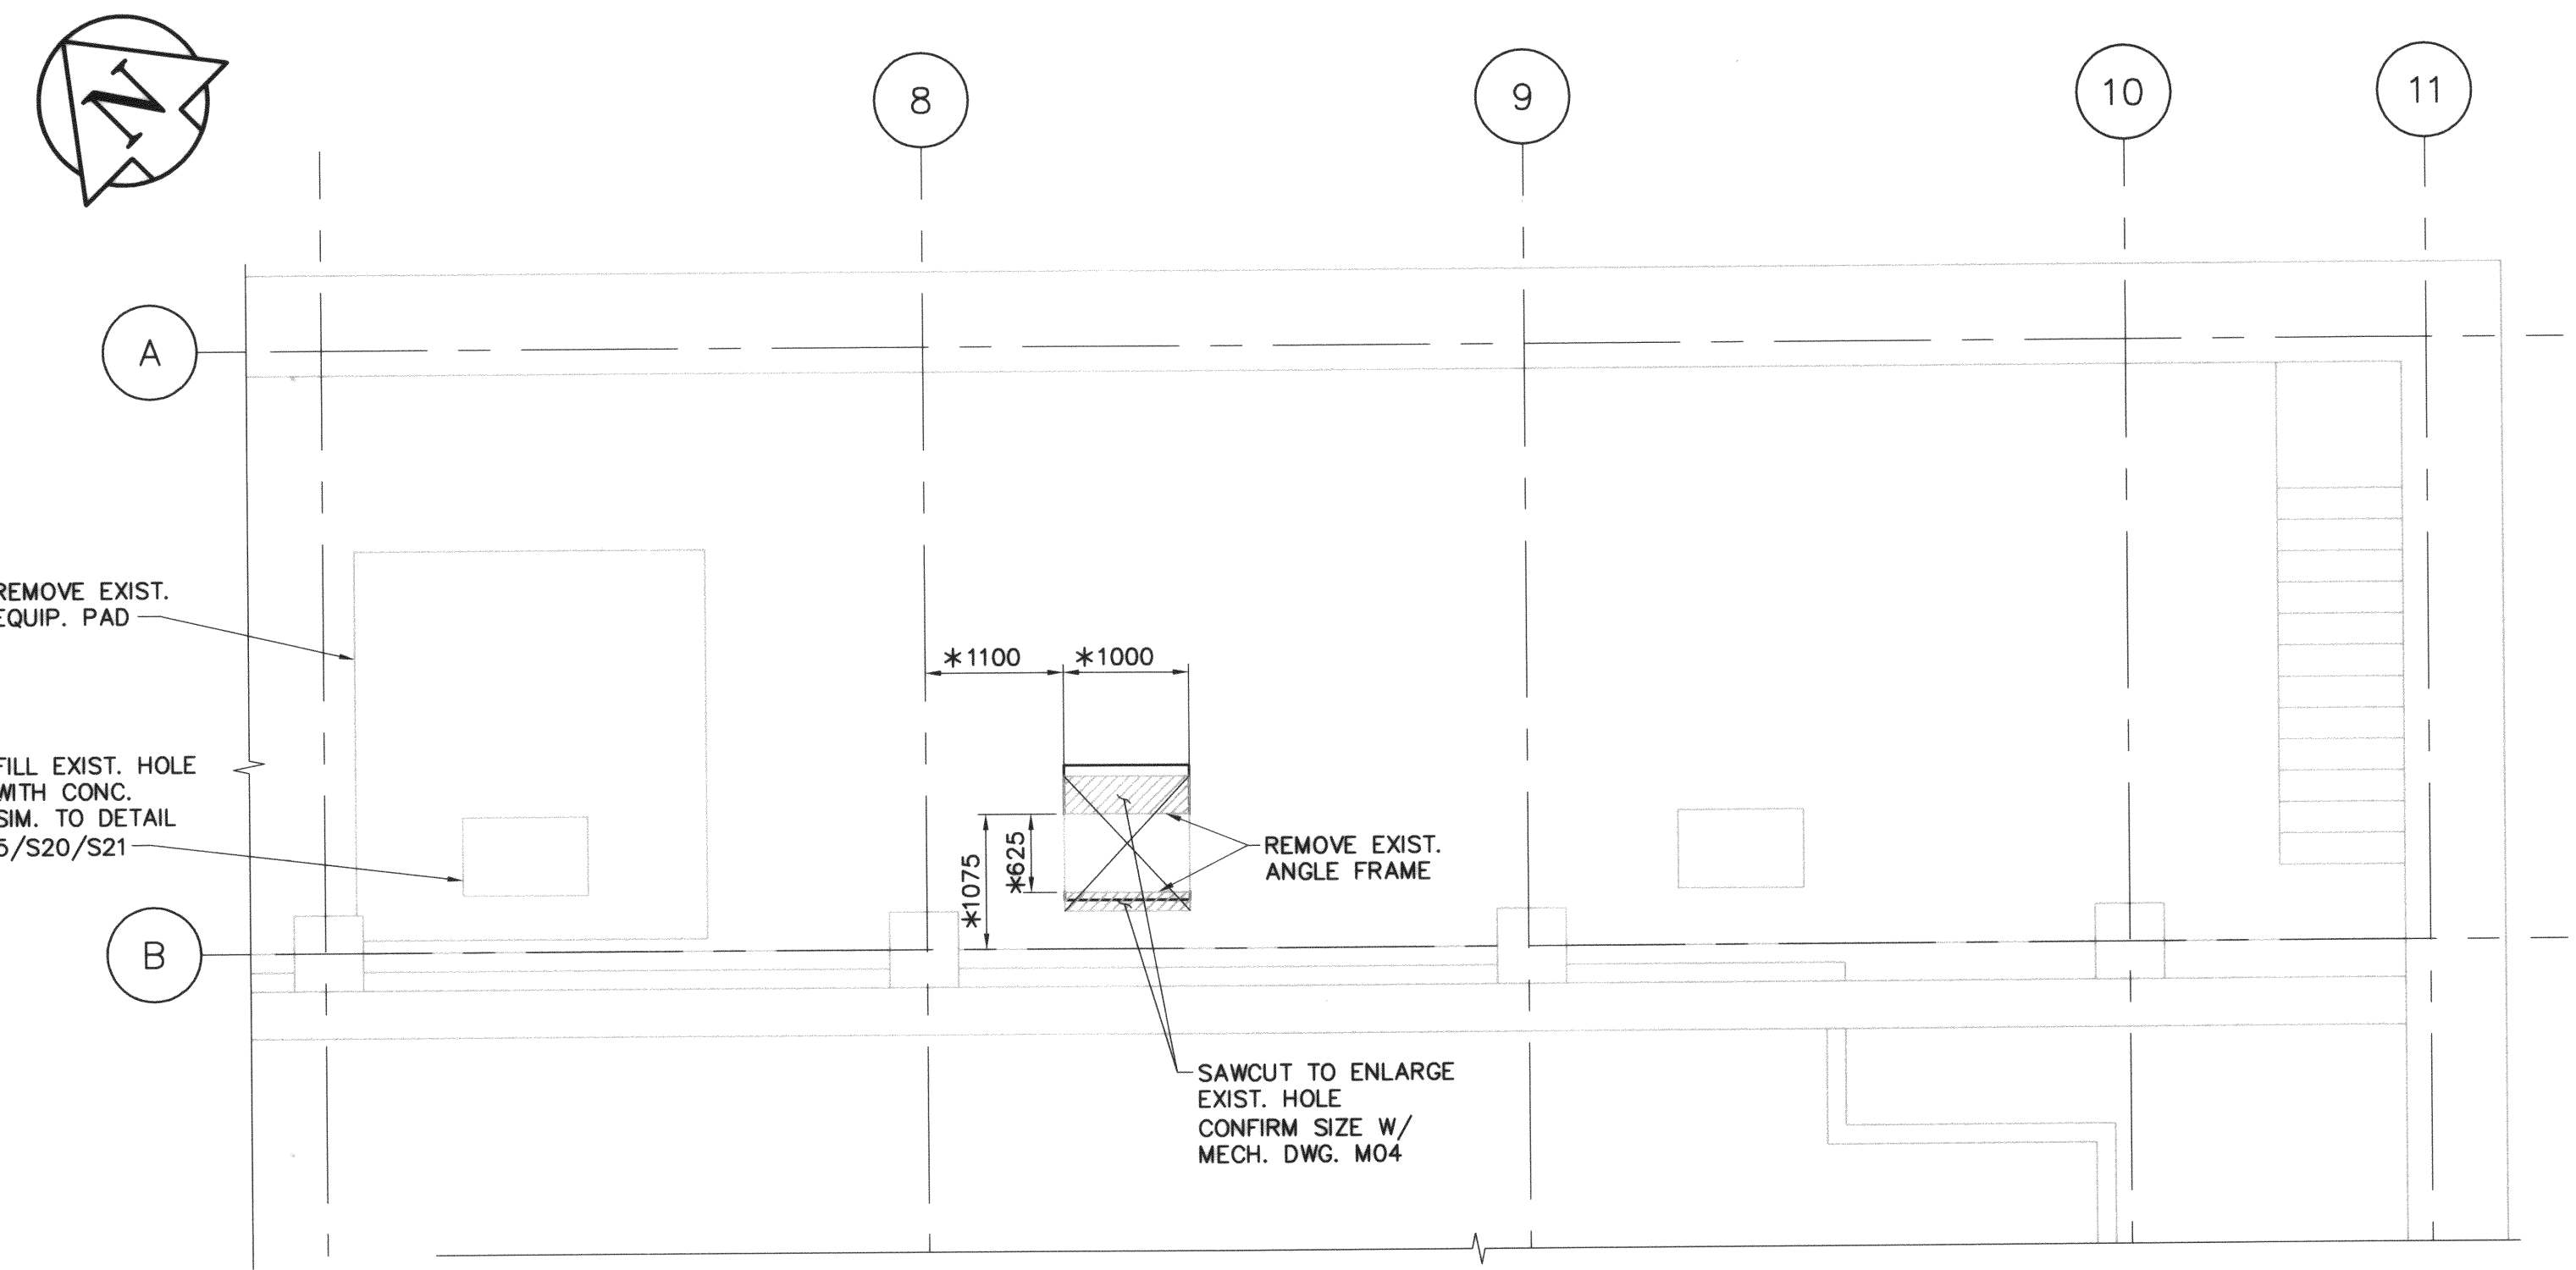 N
8
9
10
11
A
REMOVE EXIST.
EQUIP. PAD
*1100
*1000
FILL EXIST. HOLE
WITH CONC.
SIM. TO DETAIL
5/S20/S21
*1075
*625
REMOVE EXIST.
ANGLE FRAME
B
SAWCUT TO ENLARGE
EXIST. HOLE
CONFIRM SIZE W/
MECH. DWG. M04